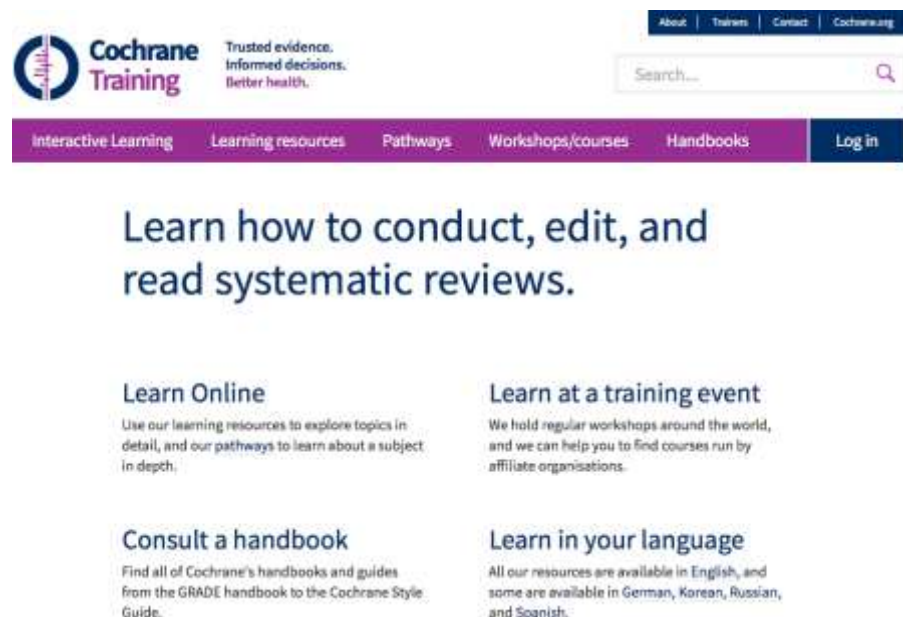 About | Trainers | Contact | Cochrane.org
Cochrane
Training
Trusted evidence.
Informed decisions.
Better health.
Search...
Interactive Learning
Learning resources
Pathways
Workshops/courses
Handbooks
Log in
Learn how to conduct, edit, and
read systematic reviews.
Learn Online
Use our learning resources to explore topics in
detail, and our pathways to learn about a subject
in depth.
Learn at a training event
We hold regular workshops around the world,
and we can help you to find courses run by
affiliate organisations.
Consult a handbook
Find all of Cochrane's handbooks and guides
from the GRADE handbook to the Cochrane Style
Guide.
Learn in your language
All our resources are available in English, and
some are available in German, Korean, Russian,
and Spanish.